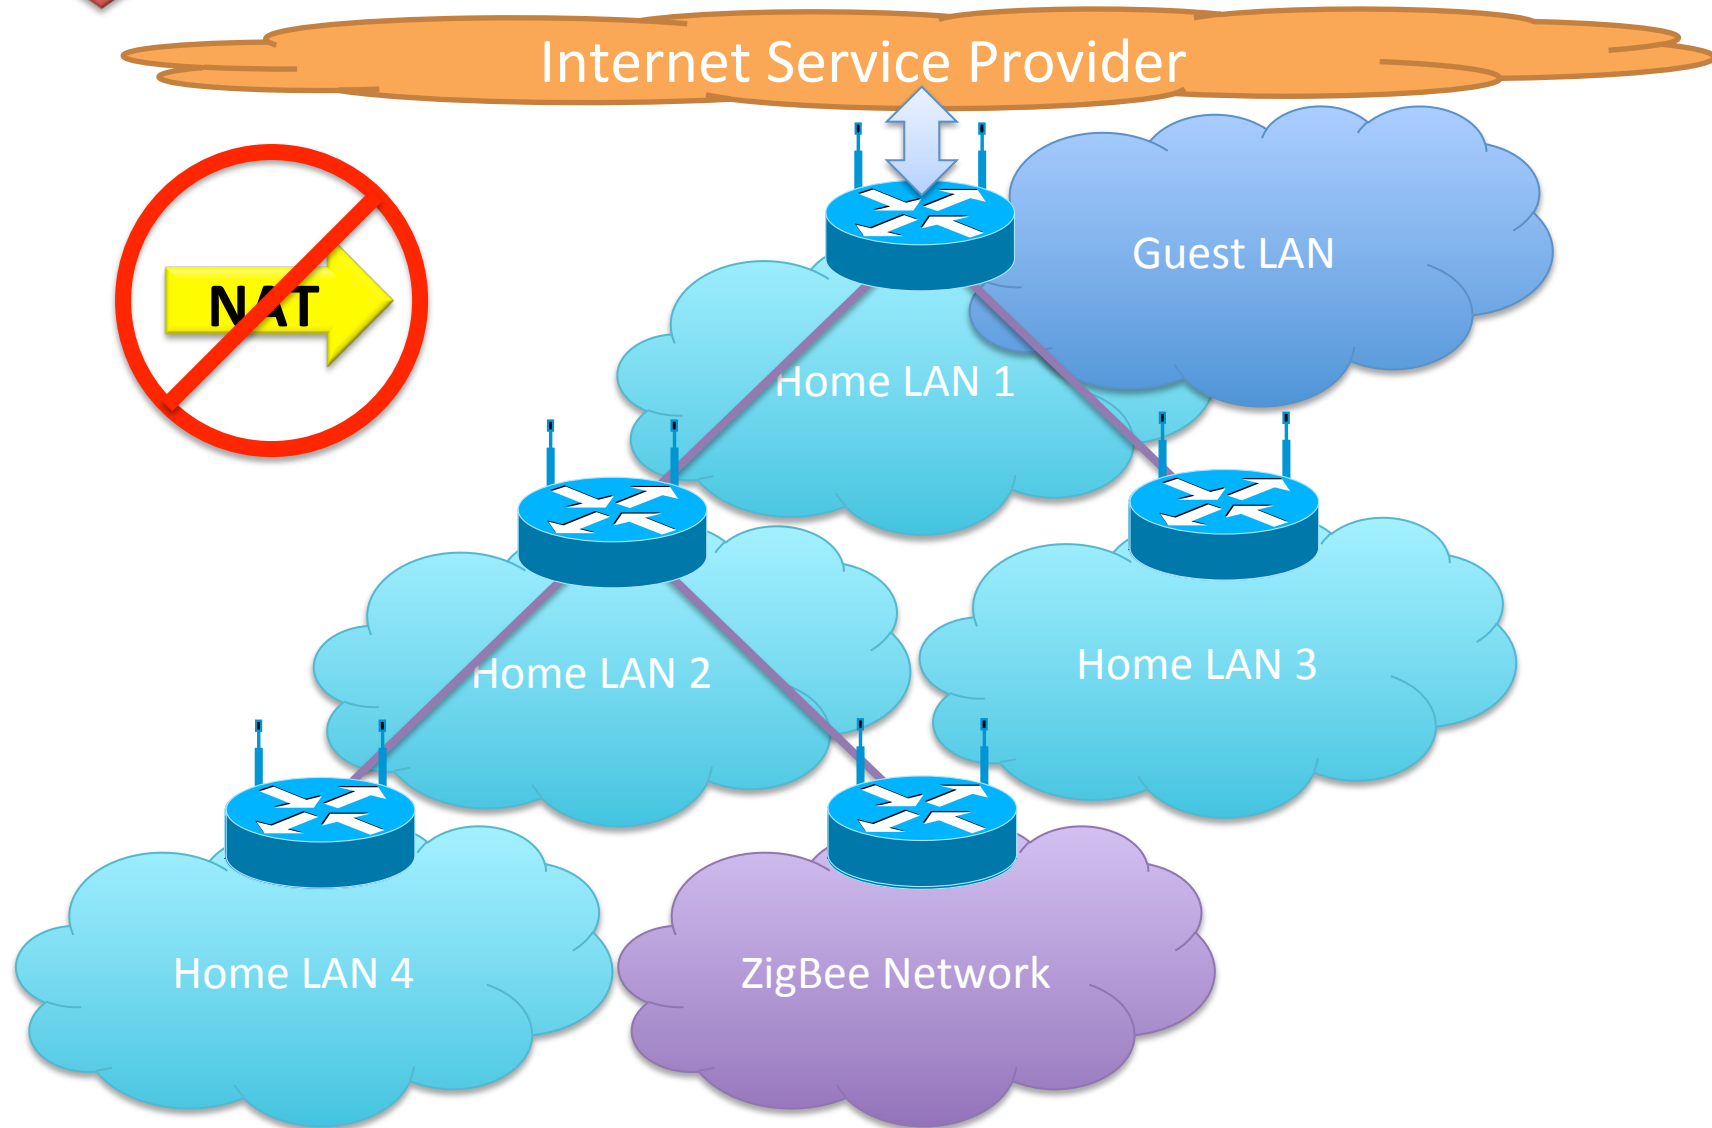 Internet Service Provider
Guest LAN
NAT
Home LAN 1
Home LAN 2
Home LAN 3
Home LAN 4
ZigBee Network